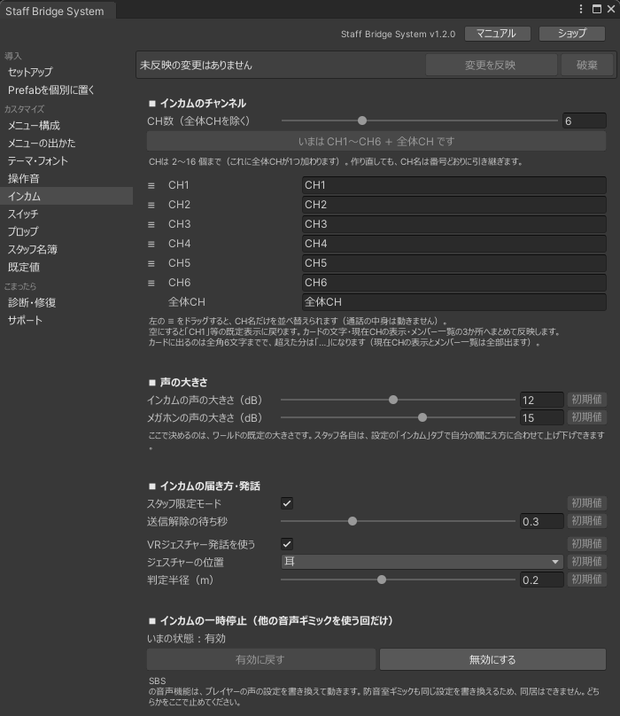 Staff Bridge System
Staff Bridge System v1.2.0
マニュアル
ショップ
導入
セットアップ
Prefabを個別に置く
カスタマイズ
メニュー構成
メニューの出かた
テーマ・フォント
操作音
インカム
スイッチ
プロップ
スタッフ名簿
既定値
こまったら
診断・修復
サポート
未反映の変更はありません
変更を反映
破棄
■ インカムのチャンネル
CH数（全体CHを除く）
6
いまは CH1〜CH6 ＋ 全体CH です
CHは 2〜16 個まで（これに全体CHが1つ加わります）。作り直しても、CH名は番号どおりに引き継ぎます。
≡ CH1 CH1
≡ CH2 CH2
≡ CH3 CH3
≡ CH4 CH4
≡ CH5 CH5
≡ CH6 CH6
全体CH 全体CH
左の ≡ をドラッグすると、CH名だけを並べ替えられます（通話の中身は動きません）。
空にすると「CH1」等の既定表示に戻ります。カードの文字・現在CHの表示・メンバー一覧の3か所へまとめて反映します。
カードに出るのは全角6文字までで、超えた分は「…」になります（現在CHの表示とメンバー一覧は全部出ます）。
■ 声の大きさ
インカムの声の大きさ（dB） 12 初期値
メガホンの声の大きさ（dB） 15 初期値
ここで決めるのは、ワールドの既定の大きさです。スタッフ各自は、設定の「インカム」タブで自分の聞こえ方に合わせて上げ下げできます
。
■ インカムの届き方・発話
スタッフ限定モード 初期値
送信解除の待ち秒 0.3 初期値
VRジェスチャー発話を使う 初期値
ジェスチャーの位置 耳 初期値
判定半径（m） 0.2 初期値
■ インカムの一時停止（他の音声ギミックを使う回だけ）
いまの状態：有効
有効に戻す
無効にする
SBS
の音声機能は、プレイヤーの声の設定を書き換えて動きます。防音室ギミックも同じ設定を書き換えるため、同居はできません。どち
らかをここで止めてください。